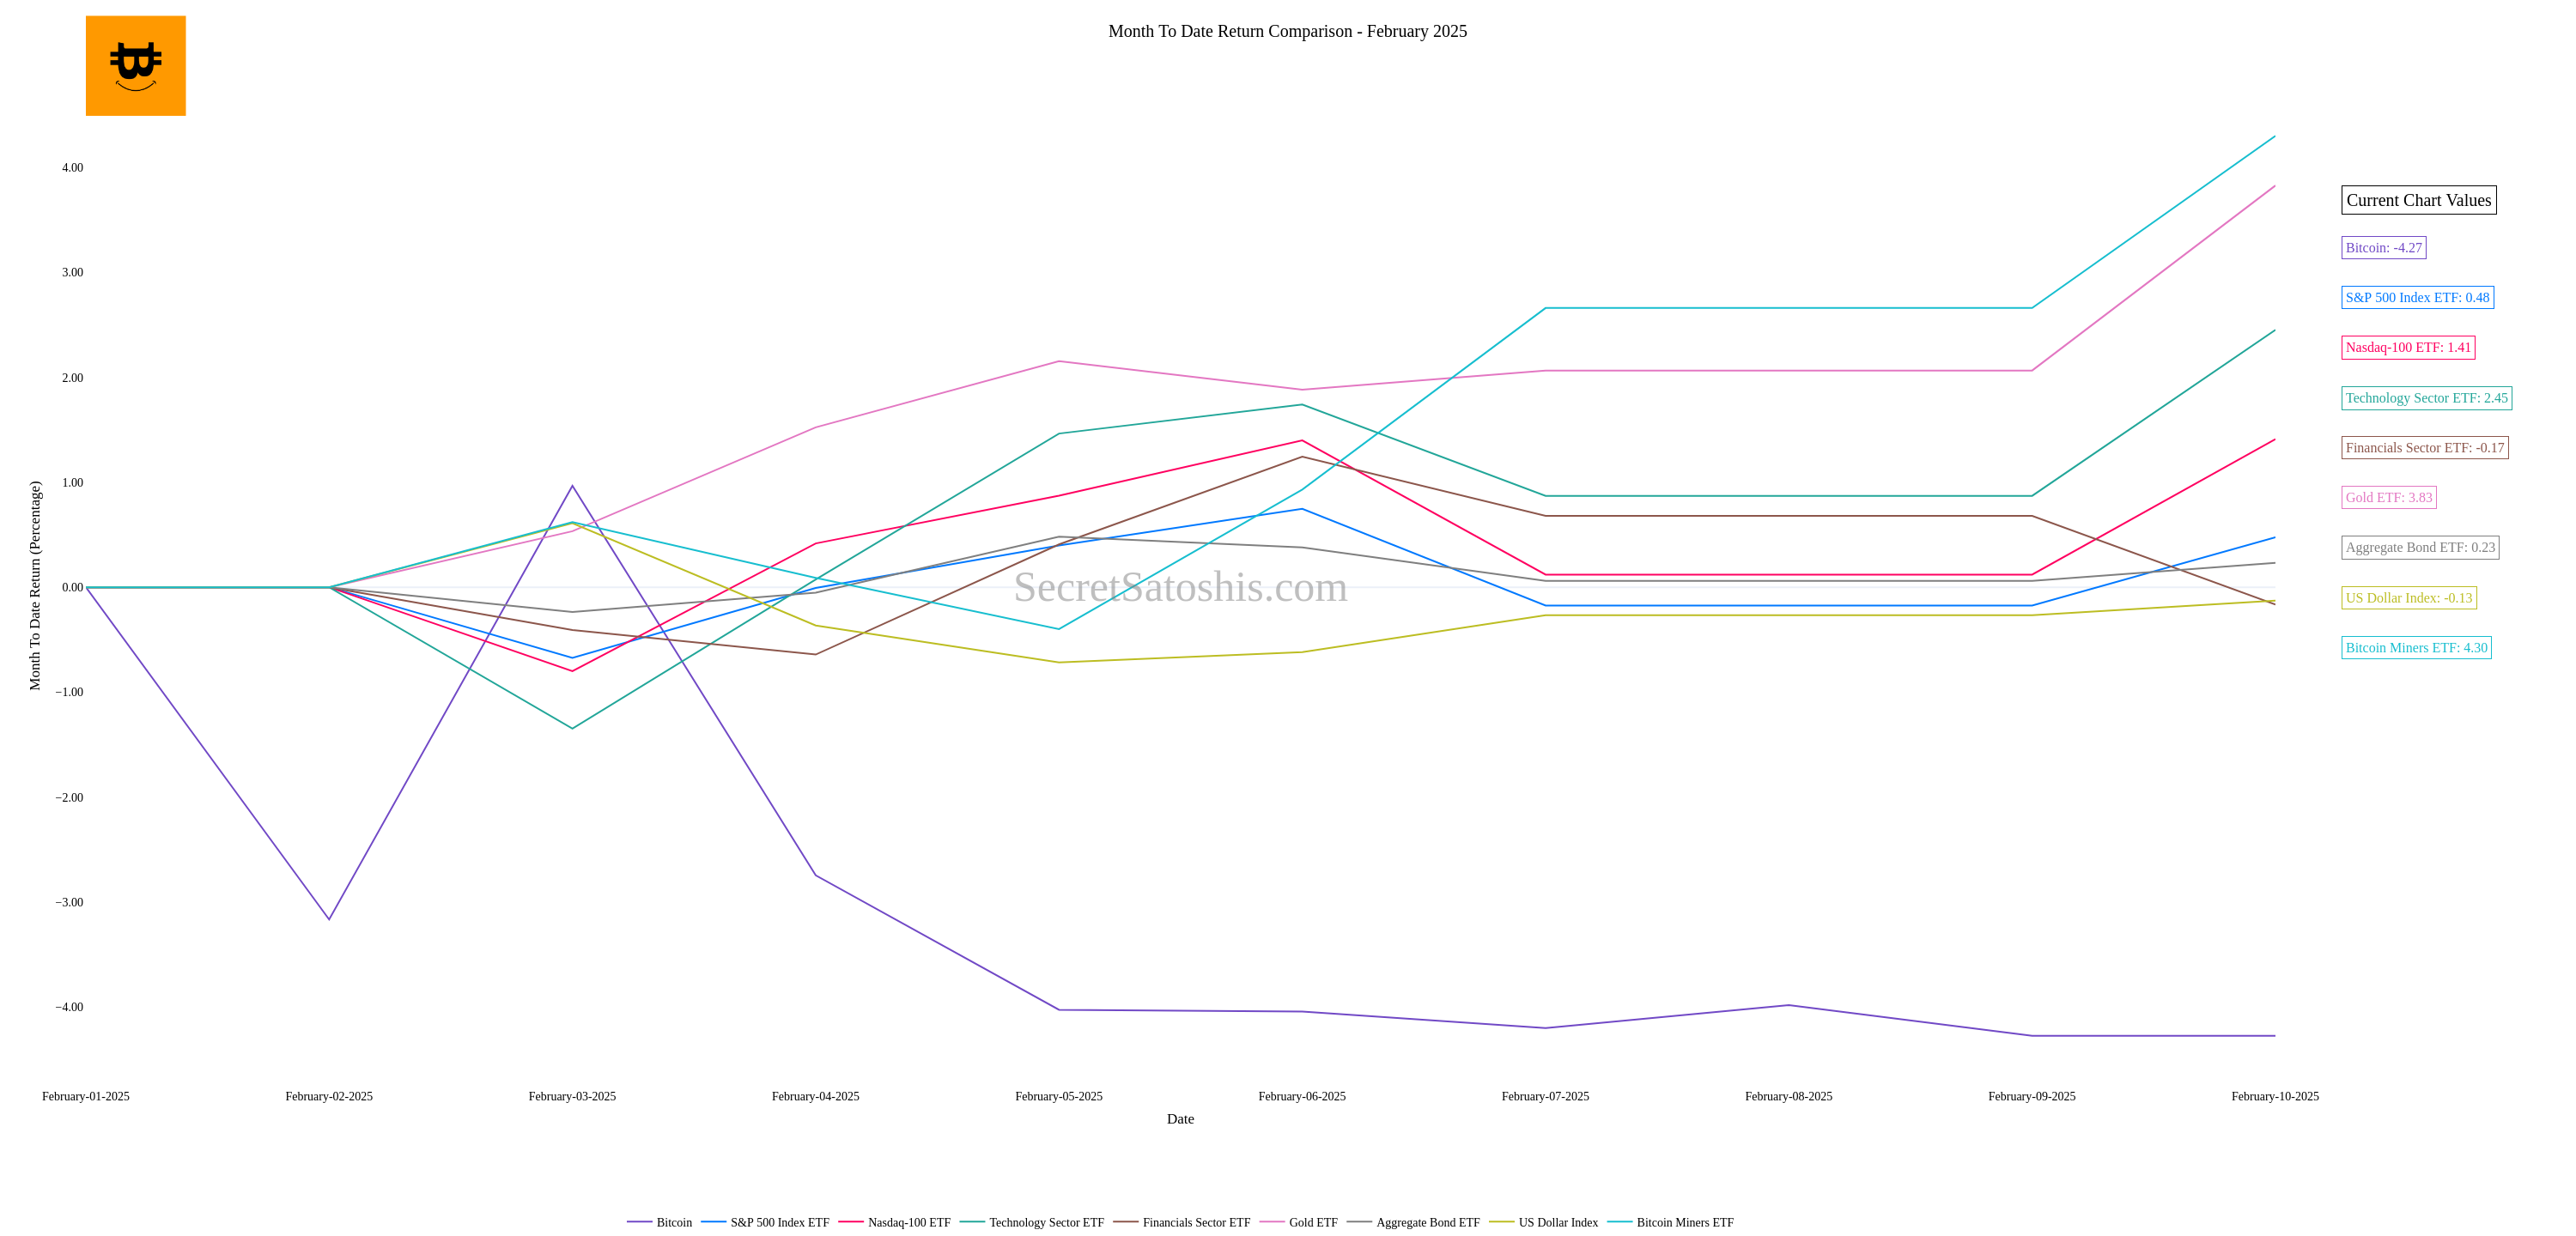 Month To Date Return Comparison - February 2025
4.00
3.00
2.00
1.00
0.00
−1.00
−2.00
−3.00
−4.00
Month To Date Return (Percentage)
SecretSatoshis.com
Current Chart Values
Bitcoin: -4.27
S&P 500 Index ETF: 0.48
Nasdaq-100 ETF: 1.41
Technology Sector ETF: 2.45
Financials Sector ETF: -0.17
Gold ETF: 3.83
Aggregate Bond ETF: 0.23
US Dollar Index: -0.13
Bitcoin Miners ETF: 4.30
February-01-2025 February-02-2025 February-03-2025 February-04-2025 February-05-2025 February-06-2025 February-07-2025 February-08-2025 February-09-2025 February-10-2025
Date
Bitcoin S&P 500 Index ETF Nasdaq-100 ETF Technology Sector ETF Financials Sector ETF Gold ETF Aggregate Bond ETF US Dollar Index Bitcoin Miners ETF